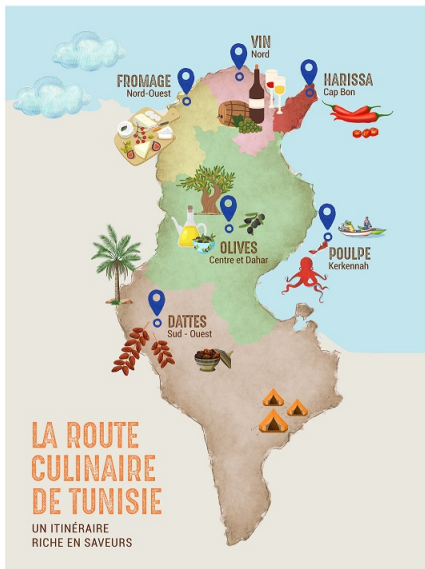 VIN
Nord
FROMAGE
Nord-Ouest
HARISSA
Cap Bon
OLIVES
Centre et Dahar
POULPE
Kerkennah
DATTES
Sud - Ouest
LA ROUTE
CULINAIRE
DE TUNISIE
UN ITINÉRAIRE
RICHE EN SAVEURS